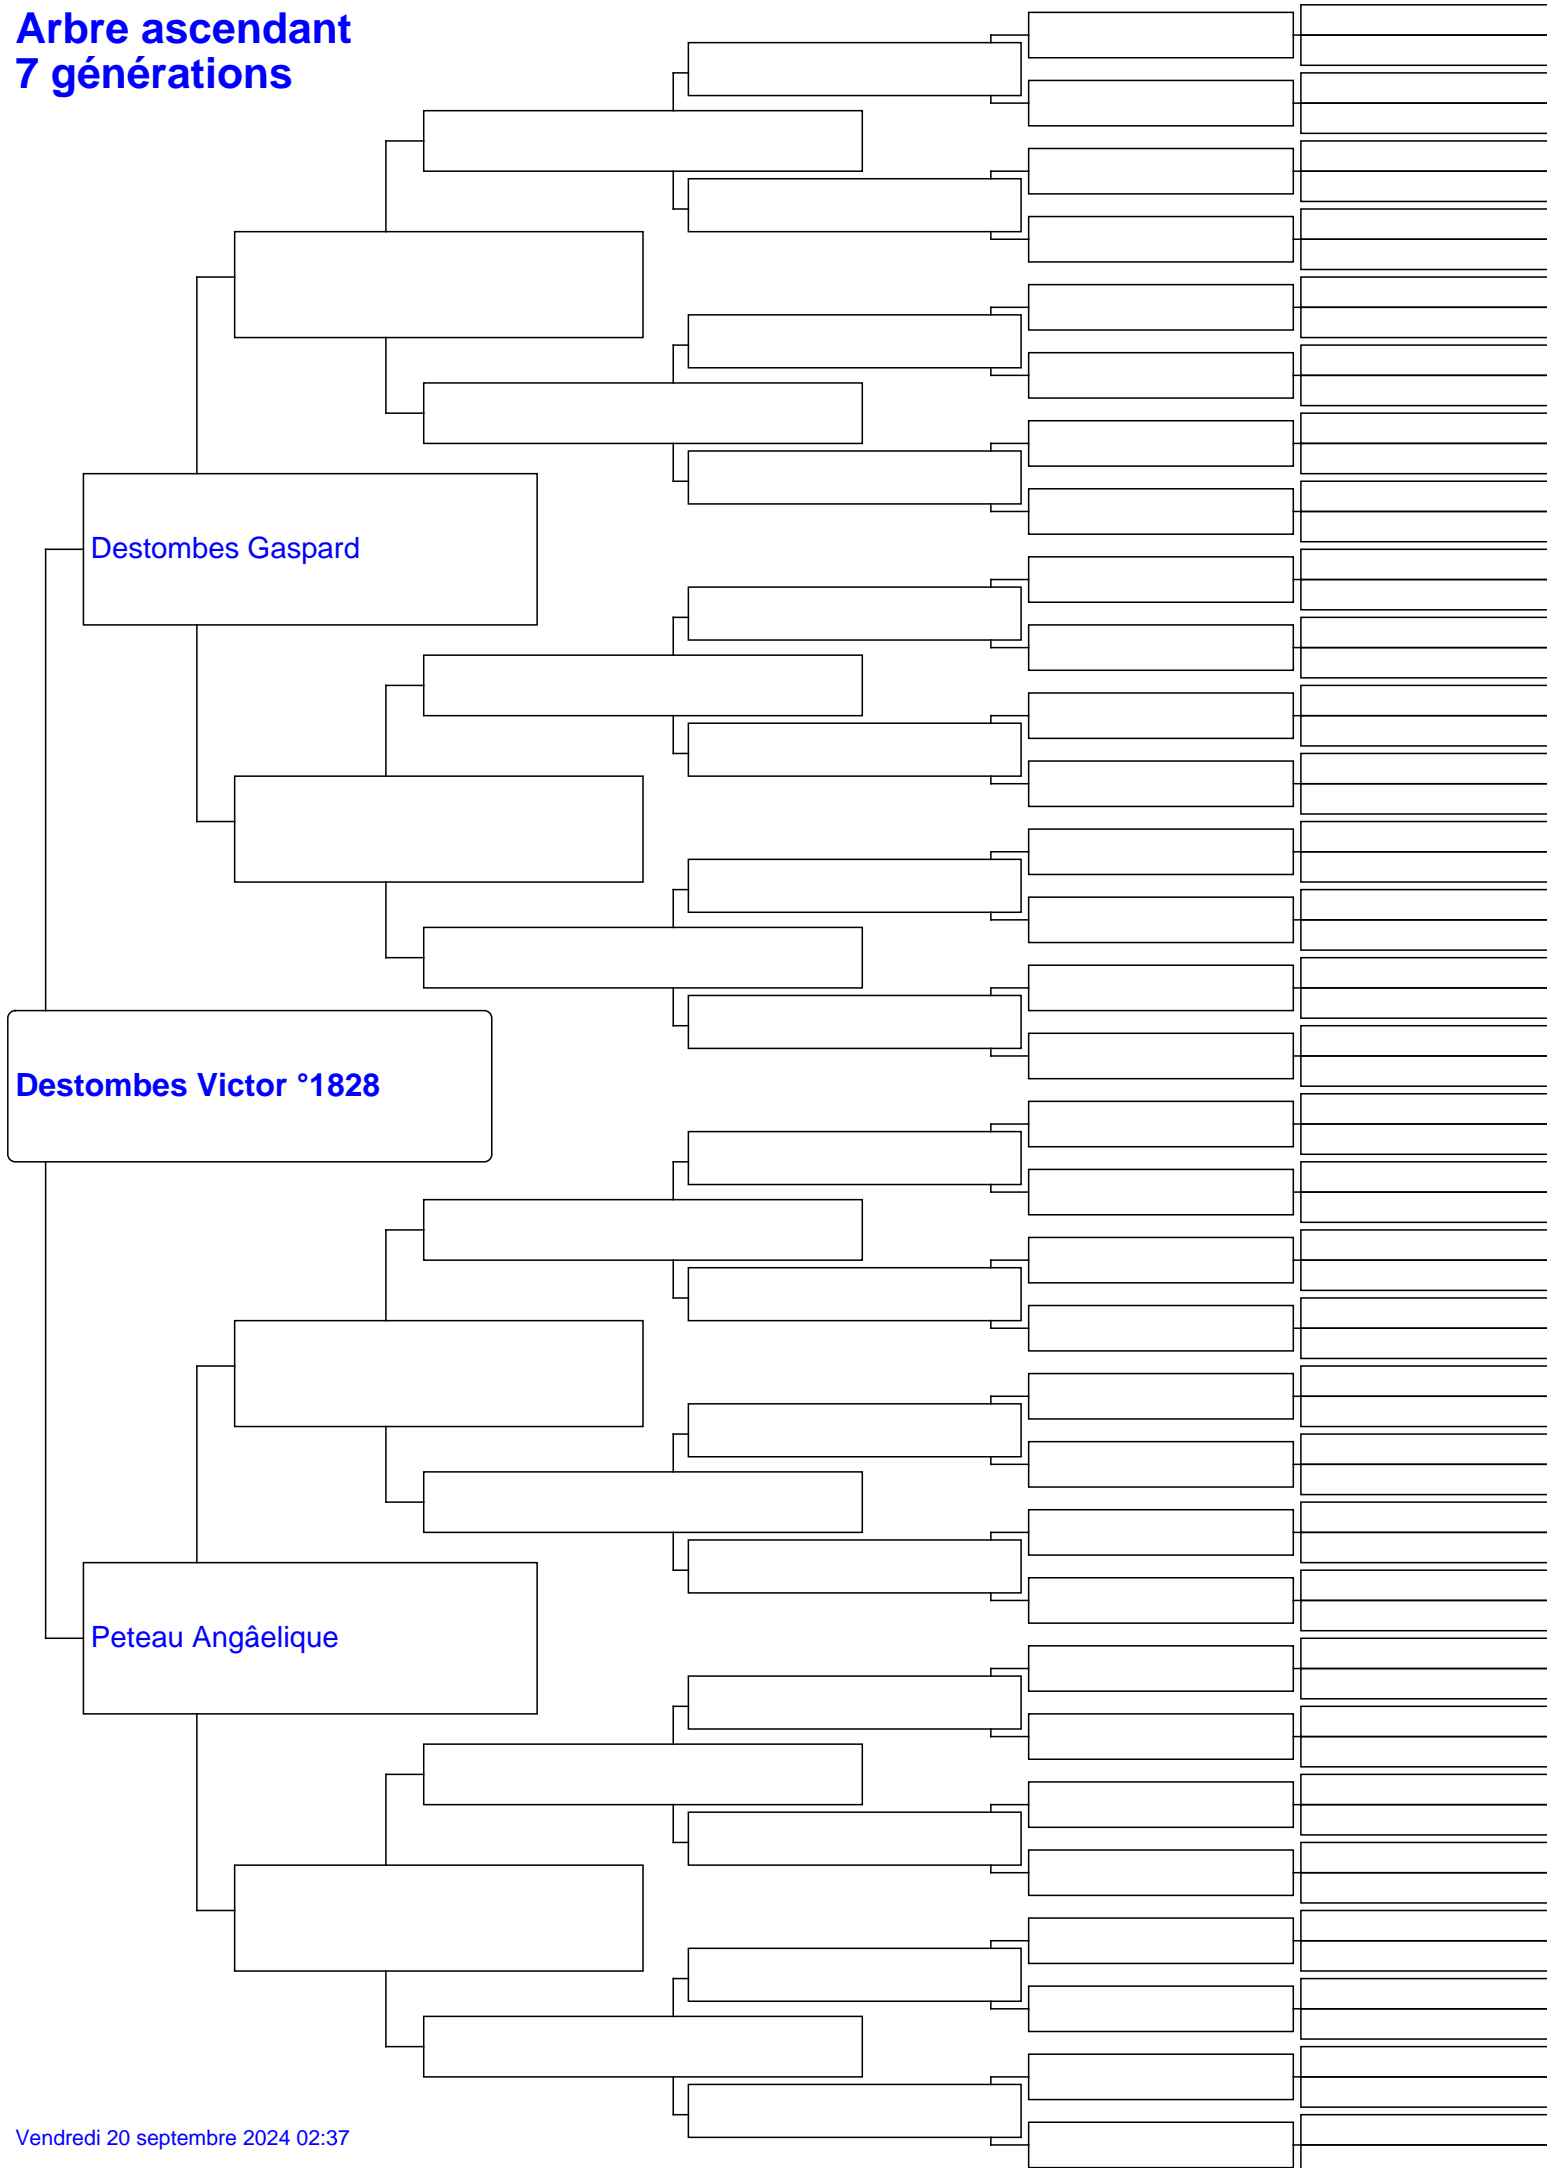 Arbre ascendant
7 générations
Destombes Gaspard
Destombes Victor °1828
Peteau Angâelique
Vendredi 20 septembre 2024 02:37